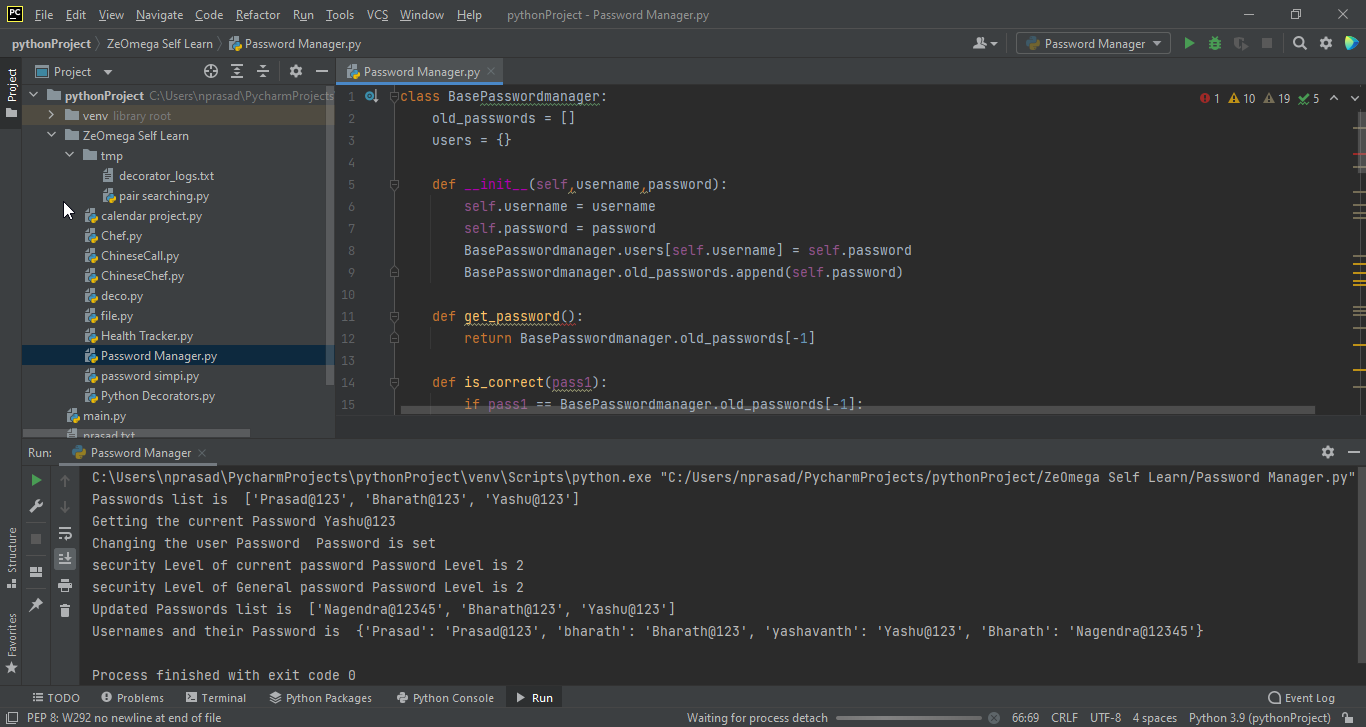 PC File Edit View Navigate Code Refactor Run Tools VCS Window Help pythonProject - Password Manager.py
pythonProject ZeOmega Self Learn Password Manager.py Password Manager
Project
Project
Password Manager.py
pythonProject C:\Users\nprasad\PycharmProjects
venv library root
ZeOmega Self Learn
tmp
decorator_logs.txt
pair searching.py
calendar project.py
Chef.py
ChineseCall.py
ChineseChef.py
deco.py
file.py
Health Tracker.py
Password Manager.py
password simpi.py
Python Decorators.py
main.py
prasad.txt
1 class BasePasswordmanager:
1 10 19 5
2 old_passwords = []
3 users = {}
4
5 def __init__(self,username,password):
6 self.username = username
7 self.password = password
8 BasePasswordmanager.users[self.username] = self.password
9 BasePasswordmanager.old_passwords.append(self.password)
10
11 def get_password():
12 return BasePasswordmanager.old_passwords[-1]
13
14 def is_correct(pass1):
15 if pass1 == BasePasswordmanager.old_passwords[-1]:
Run: Password Manager
C:\Users\nprasad\PycharmProjects\pythonProject\venv\Scripts\python.exe "C:/Users/nprasad/PycharmProjects/pythonProject/ZeOmega Self Learn/Password Manager.py"
Passwords list is ['Prasad@123', 'Bharath@123', 'Yashu@123']
Getting the current Password Yashu@123
Changing the user Password Password is set
security Level of current password Password Level is 2
security Level of General password Password Level is 2
Updated Passwords list is ['Nagendra@12345', 'Bharath@123', 'Yashu@123']
Usernames and their Password is {'Prasad': 'Prasad@123', 'bharath': 'Bharath@123', 'yashavanth': 'Yashu@123', 'Bharath': 'Nagendra@12345'}
Process finished with exit code 0
Structure
Favorites
TODO Problems Terminal Python Packages Python Console Run Event Log
PEP 8: W292 no newline at end of file Waiting for process detach 66:69 CRLF UTF-8 4 spaces Python 3.9 (pythonProject)